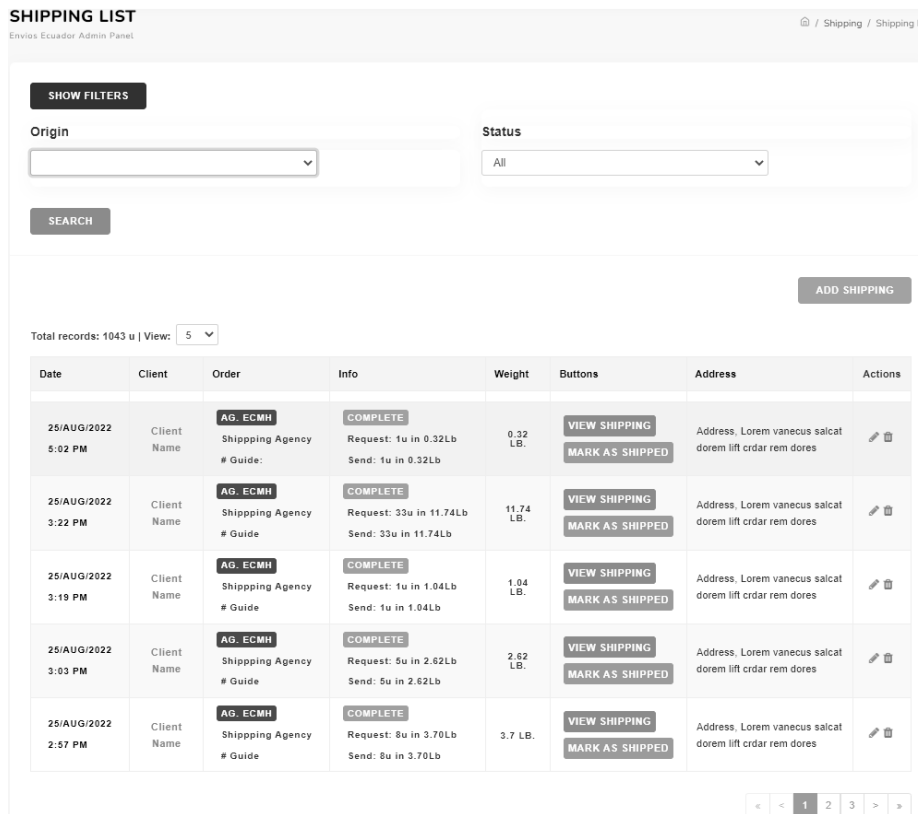 SHIPPING LIST
Envios Ecuador Admin Panel
/ Shipping / Shipping
SHOW FILTERS
Origin
Status
All
SEARCH
ADD SHIPPING
Total records: 1043 u | View: 5
Date Client Order Info Weight Buttons Address Actions
25/AUG/2022
5:02 PM
Client
Name
AG. ECMH
Shippping Agency
# Guide:
COMPLETE
Request: 1u in 0.32Lb
Send: 1u in 0.32Lb
0.32
LB.
VIEW SHIPPING
MARK AS SHIPPED
Address, Lorem vanecus salcat
dorem lift crdar rem dores
25/AUG/2022
3:22 PM
Client
Name
AG. ECMH
Shippping Agency
# Guide
COMPLETE
Request: 33u in 11.74Lb
Send: 33u in 11.74Lb
11.74
LB.
VIEW SHIPPING
MARK AS SHIPPED
Address, Lorem vanecus salcat
dorem lift crdar rem dores
25/AUG/2022
3:19 PM
Client
Name
AG. ECMH
Shippping Agency
# Guide
COMPLETE
Request: 1u in 1.04Lb
Send: 1u in 1.04Lb
1.04
LB.
VIEW SHIPPING
MARK AS SHIPPED
Address, Lorem vanecus salcat
dorem lift crdar rem dores
25/AUG/2022
3:03 PM
Client
Name
AG. ECMH
Shippping Agency
# Guide
COMPLETE
Request: 5u in 2.62Lb
Send: 5u in 2.62Lb
2.62
LB.
VIEW SHIPPING
MARK AS SHIPPED
Address, Lorem vanecus salcat
dorem lift crdar rem dores
25/AUG/2022
2:57 PM
Client
Name
AG. ECMH
Shippping Agency
# Guide
COMPLETE
Request: 8u in 3.70Lb
Send: 8u in 3.70Lb
3.7 LB.
VIEW SHIPPING
MARK AS SHIPPED
Address, Lorem vanecus salcat
dorem lift crdar rem dores
« < 1 2 3 > »